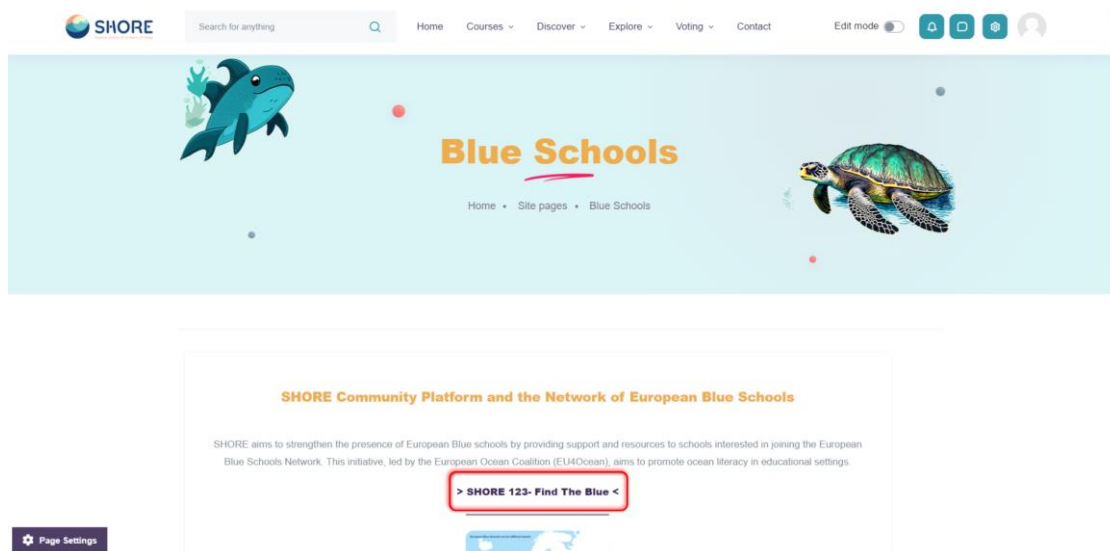 SHORE
Search for anything
Home
Courses
Discover
Explore
Voting
Contact
Edit mode
Blue Schools
Home • Site pages • Blue Schools
SHORE Community Platform and the Network of European Blue Schools
SHORE aims to strengthen the presence of European Blue schools by providing support and resources to schools interested in joining the European
Blue Schools Network. This initiative, led by the European Ocean Coalition (EU4Ocean), aims to promote ocean literacy in educational settings.
> SHORE 123- Find The Blue <
Page Settings